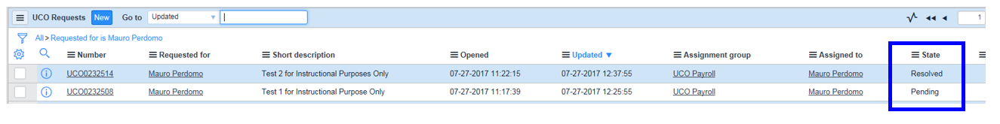 UCO Requests New Go to Updated 1
All > Requested for is Mauro Perdomo
Number Requested for Short description Opened Updated Assignment group Assigned to State
UCO0232514 Mauro Perdomo Test 2 for Instructional Purposes Only 07-27-2017 11:22:15 07-27-2017 12:37:55 UCO Payroll Mauro Perdomo Resolved
UCO0232508 Mauro Perdomo Test 1 for Instructional Purpose Only 07-27-2017 11:17:39 07-27-2017 12:25:55 UCO Payroll Mauro Perdomo Pending